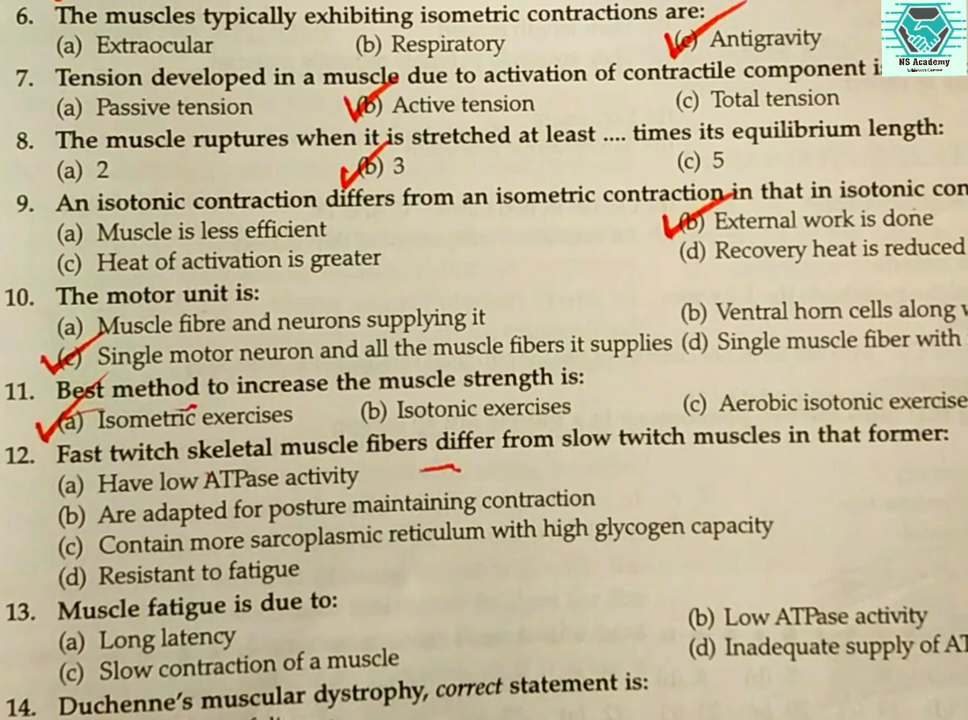 6. The muscles typically exhibiting isometric contractions are:
(a) Extraocular (b) Respiratory (c) Antigravity
NS Academy
7. Tension developed in a muscle due to activation of contractile component i
(a) Passive tension (b) Active tension (c) Total tension
8. The muscle ruptures when it is stretched at least .... times its equilibrium length:
(a) 2 (b) 3 (c) 5
9. An isotonic contraction differs from an isometric contraction in that in isotonic con
(a) Muscle is less efficient (b) External work is done
(c) Heat of activation is greater (d) Recovery heat is reduced
10. The motor unit is:
(a) Muscle fibre and neurons supplying it (b) Ventral horn cells along
(c) Single motor neuron and all the muscle fibers it supplies (d) Single muscle fiber with
11. Best method to increase the muscle strength is:
(a) Isometric exercises (b) Isotonic exercises (c) Aerobic isotonic exercise
12. Fast twitch skeletal muscle fibers differ from slow twitch muscles in that former:
(a) Have low ATPase activity
(b) Are adapted for posture maintaining contraction
(c) Contain more sarcoplasmic reticulum with high glycogen capacity
(d) Resistant to fatigue
13. Muscle fatigue is due to:
(a) Long latency (b) Low ATPase activity
(c) Slow contraction of a muscle (d) Inadequate supply of AT
14. Duchenne's muscular dystrophy, correct statement is: